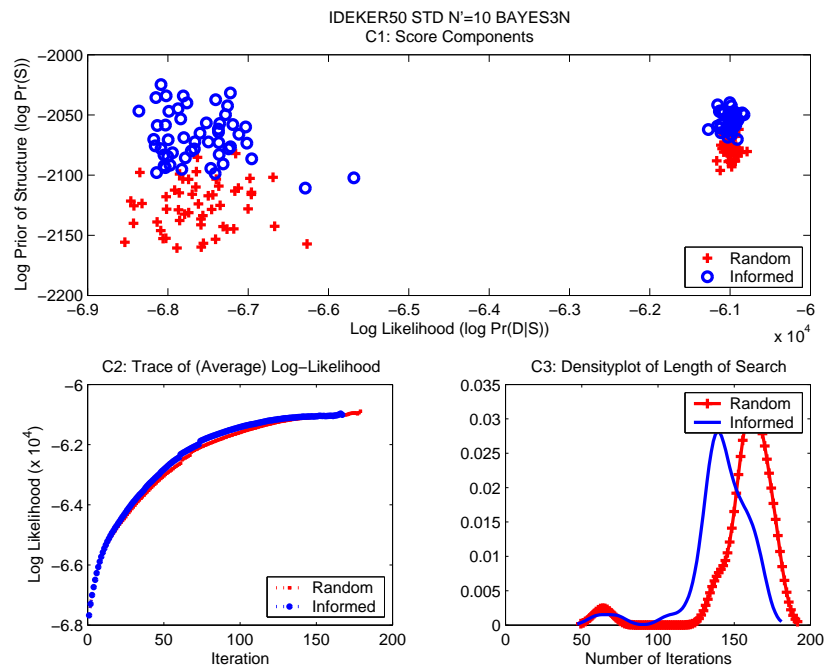 IDEKER50 STD N'=10 BAYES3N
C1: Score Components
−2000
−2050
−2100
−2150
−2200
Log Prior of Structure (log Pr(S))
Random
Informed
−6.9 −6.8 −6.7 −6.6 −6.5 −6.4 −6.3 −6.2 −6.1 −6
Log Likelihood (log Pr(D|S))
x 10^4
C2: Trace of (Average) Log−Likelihood
−6
−6.2
−6.4
−6.6
−6.8
Log Likelihood (x 10^4)
Random
Informed
0 50 100 150 200
Iteration
C3: Densityplot of Length of Search
0.035
0.03
0.025
0.02
0.015
0.01
0.005
0
Random
Informed
0 50 100 150 200
Number of Iterations